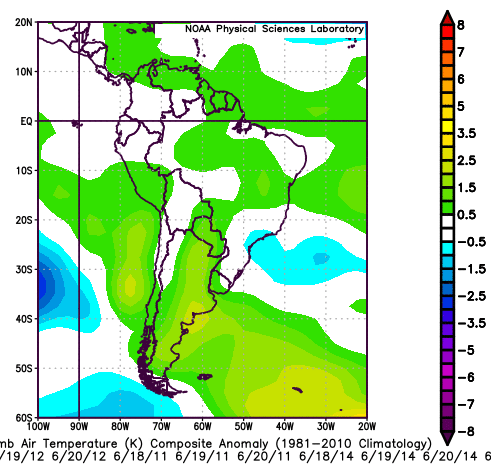 NOAA Physical Sciences Laboratory
20N
10N
EQ
10S
20S
30S
40S
50S
60S
100W 90W 80W 70W 60W 50W 40W 30W 20W
8
7
6
5
4.5
3.5
2.5
1.5
0.5
-0.5
-1.5
-2.5
-3.5
-4.5
-5
-6
-7
-8
mb Air Temperature (K) Composite Anomaly (1981-2010 Climatology)
/19/12 6/20/12 6/18/11 6/19/11 6/20/11 6/18/14 6/19/14 6/20/14 6